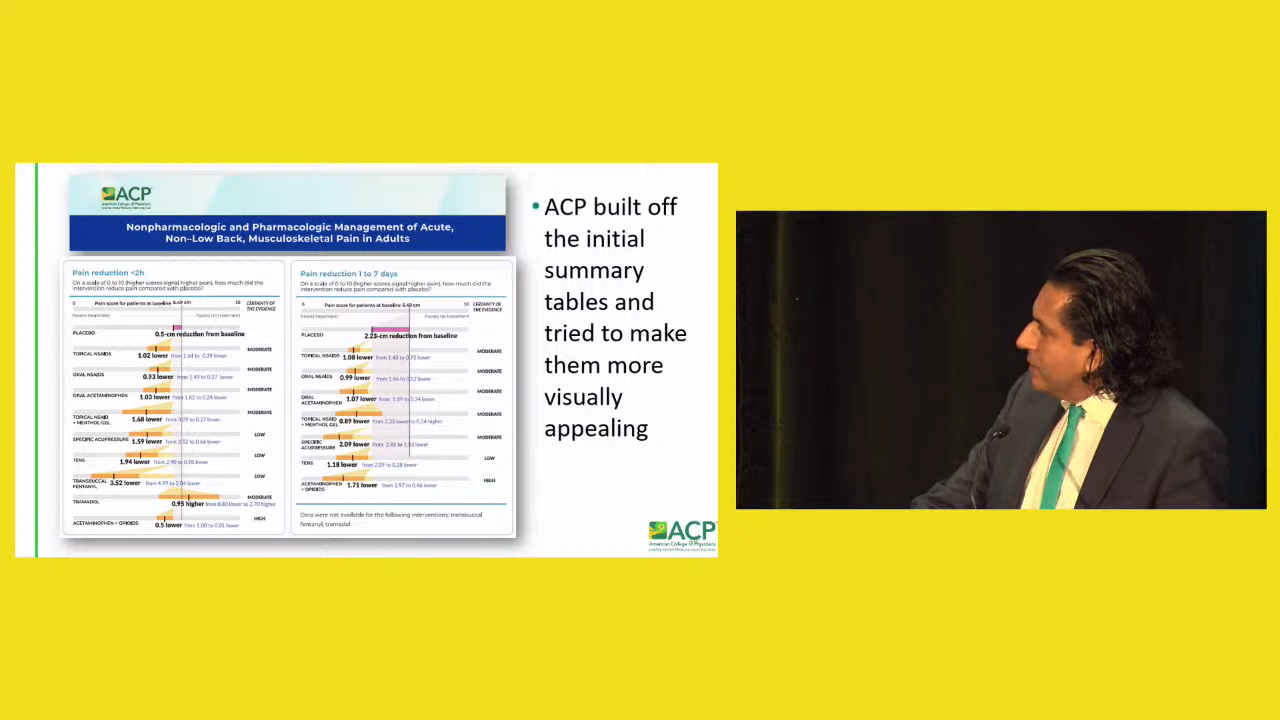 ACP
American College of Physicians
Nonpharmacologic and Pharmacologic Management of Acute,
Non–Low Back, Musculoskeletal Pain in Adults
Pain reduction <2h
On a scale of 0 to 10 (higher scores signal higher pain), how much did the
intervention reduce pain compared with placebo?
0 Pain score for patients at baseline 6.49 cm 10 CERTAINTY OF
THE EVIDENCE
Favors treatment Favors no treatment
PLACEBO 0.5-cm reduction from baseline
TOPICAL NSAIDS 1.02 lower from 1.64 to 0.39 lower MODERATE
ORAL NSAIDS 0.93 lower from 1.49 to 0.37 lower MODERATE
ORAL ACETAMINOPHEN 1.03 lower from 1.82 to 0.24 lower MODERATE
TOPICAL NSAID
+ MENTHOL GEL 1.68 lower from 3.09 to 0.27 lower MODERATE
SPECIFIC ACUPRESSURE 1.59 lower from 2.52 to 0.66 lower LOW
TENS 1.94 lower from 2.90 to 0.98 lower LOW
TRANSBUCCAL
FENTANYL 3.52 lower from 4.99 to 2.04 lower LOW
TRAMADOL 0.95 higher to 2.70 higher MODERATE
ACETAMINOPHEN + OPIOIDS 0.5 lower from 1.00 to 0.01 lower HIGH
Pain reduction 1 to 7 days
On a scale of 0 to 10 (higher scores signal higher pain), how much did the
intervention reduce pain compared with placebo?
0 Pain score for patients at baseline 6.49 cm 10 CERTAINTY OF
THE EVIDENCE
Favors treatment Favors no treatment
PLACEBO 2.23-cm reduction from baseline
TOPICAL NSAIDS 1.08 lower from 1.40 to 0.75 lower MODERATE
ORAL NSAIDS 0.99 lower from 1.46 to 0.52 lower MODERATE
ORAL
ACETAMINOPHEN 1.07 lower lower MODERATE
TOPICAL NSAID
+ MENTHOL GEL 0.89 lower from 2.33 lower to 0.54 higher MODERATE
SPECIFIC
ACUPRESSURE 2.09 lower lower MODERATE
TENS 1.18 lower from 2.09 to 0.28 lower LOW
ACETAMINOPHEN
+ OPIOIDS 1.71 lower from 2.97 to 0.46 lower HIGH
Data were not available for the following interventions: transbuccal
fentanyl, tramadol
• ACP built off
the initial
summary
tables and
tried to make
them more
visually
appealing
ACP
American College of Physicians